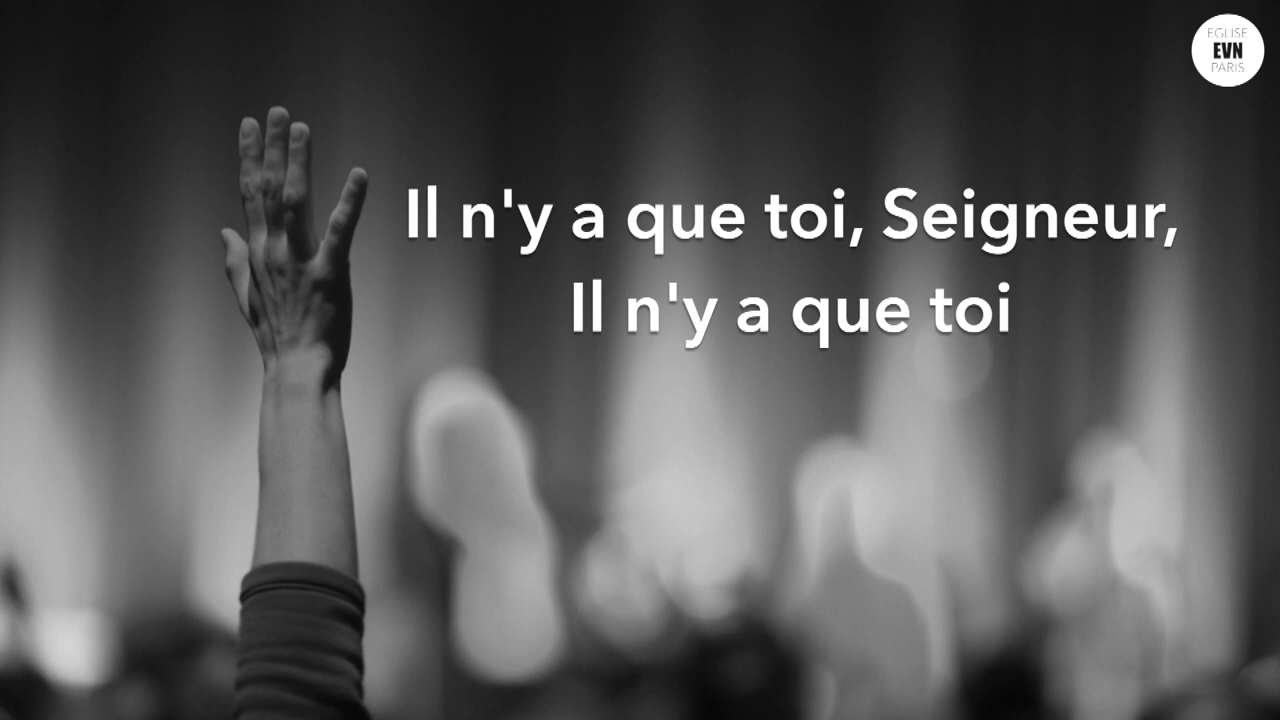 EGLISE
EVN
PARIS
Il n'y a que toi, Seigneur,
Il n'y a que toi